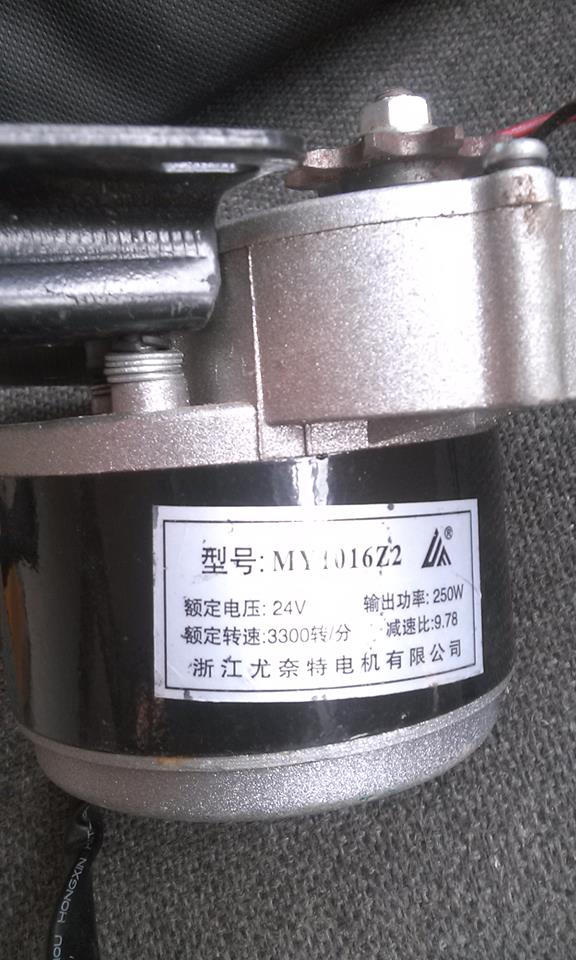 型号: MY1016Z2 ®
额定电压: 24V 输出功率: 250W
额定转速:3300转/分 减速比:9.78
浙江尤奈特电机有限公司
HONGXIN